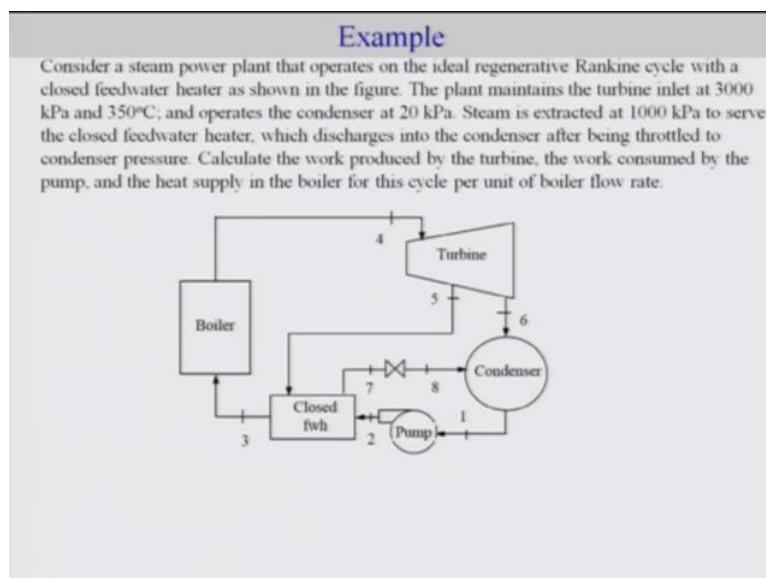 Example
Consider a steam power plant that operates on the ideal regenerative Rankine cycle with a
closed feedwater heater as shown in the figure. The plant maintains the turbine inlet at 3000
kPa and 350°C; and operates the condenser at 20 kPa. Steam is extracted at 1000 kPa to serve
the closed feedwater heater, which discharges into the condenser after being throttled to
condenser pressure. Calculate the work produced by the turbine, the work consumed by the
pump, and the heat supply in the boiler for this cycle per unit of boiler flow rate.
4
Turbine
5
6
Boiler
Condenser
7
8
Closed
fwh
1
2
Pump
3